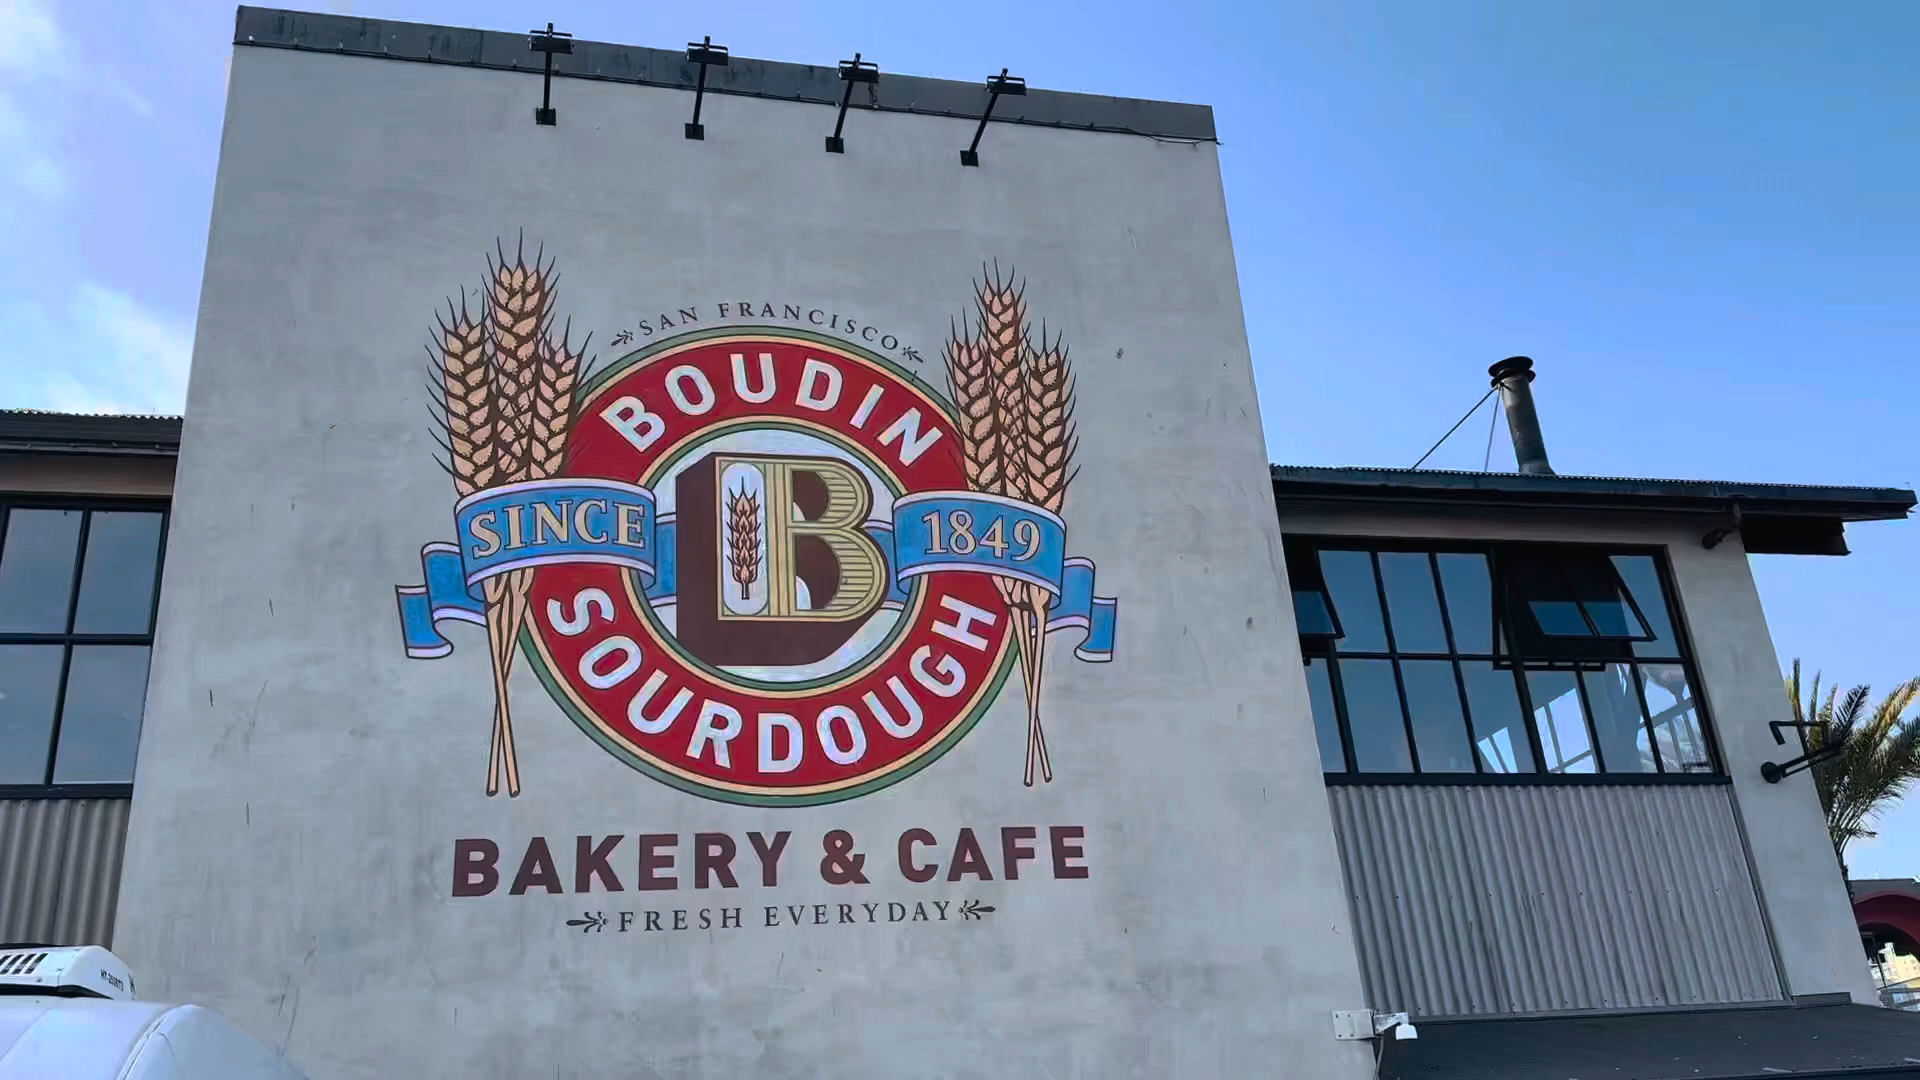 SAN FRANCISCO
BOUDIN
SINCE 1849
B
SOURDOUGH
BAKERY & CAFE
FRESH EVERYDAY